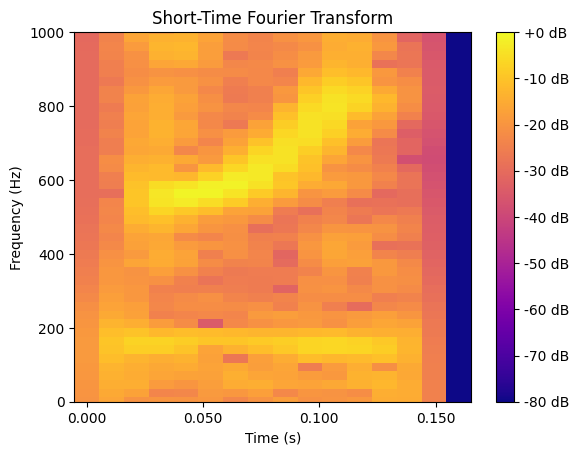 Short-Time Fourier Transform
Frequency (Hz)
1000
800
600
400
200
0
0.000 0.050 0.100 0.150
Time (s)
+0 dB
-10 dB
-20 dB
-30 dB
-40 dB
-50 dB
-60 dB
-70 dB
-80 dB